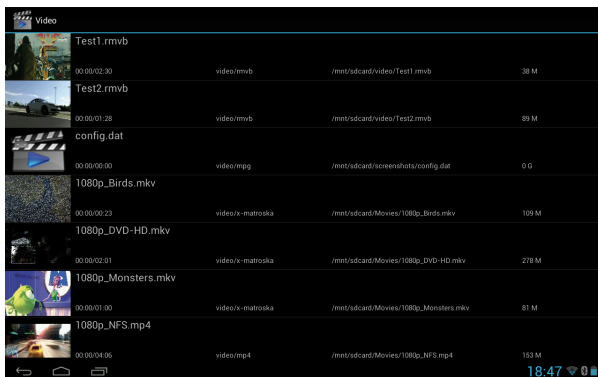 Video
Test1.rmvb
00:00/02:30 video/rmvb /mnt/sdcard/video/Test1.rmvb 38 M
Test2.rmvb
00:00/01:28 video/rmvb /mnt/sdcard/video/Test2.rmvb 89 M
config.dat
00:00/00:00 video/mpg /mnt/sdcard/screenshots/config.dat 0 G
1080p_Birds.mkv
00:00/00:23 video/x-matroska /mnt/sdcard/Movies/1080p_Birds.mkv 109 M
1080p_DVD-HD.mkv
00:00/02:01 video/x-matroska /mnt/sdcard/Movies/1080p_DVD-HD.mkv 278 M
1080p_Monsters.mkv
00:00/01:00 video/x-matroska /mnt/sdcard/Movies/1080p_Monsters.mkv 81 M
1080p_NFS.mp4
00:00/04:06 video/mp4 /mnt/sdcard/Movies/1080p_NFS.mp4 153 M
18:47